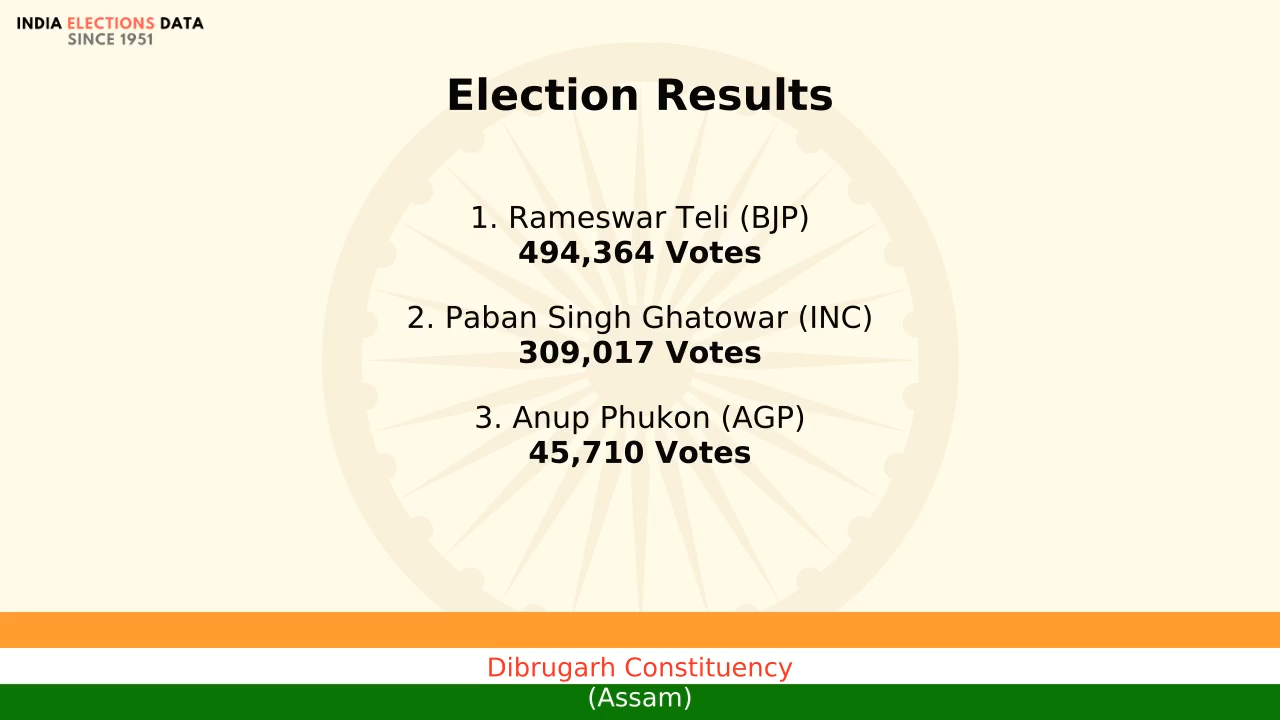 INDIA ELECTIONS DATA
SINCE 1951
Election Results
1. Rameswar Teli (BJP)
494,364 Votes
2. Paban Singh Ghatowar (INC)
309,017 Votes
3. Anup Phukon (AGP)
45,710 Votes
Dibrugarh Constituency
(Assam)